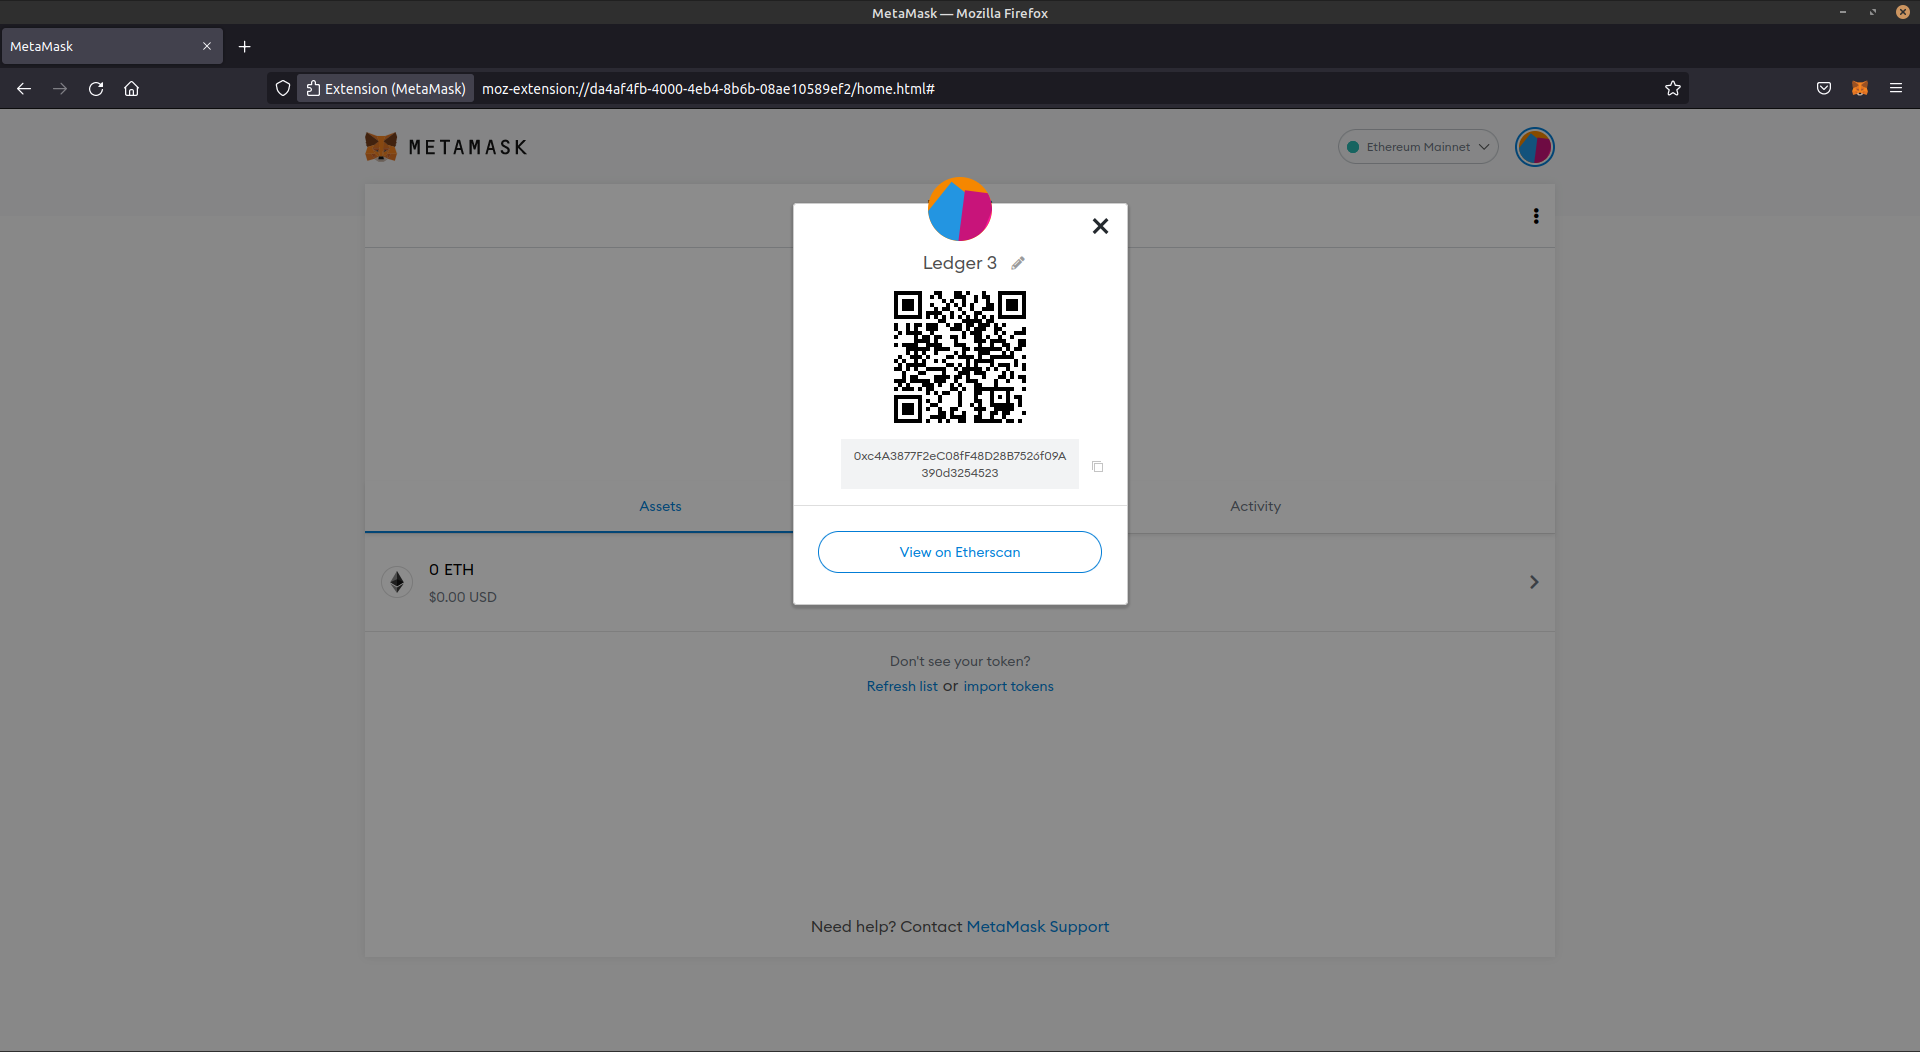 MetaMask — Mozilla Firefox
MetaMask
Extension (MetaMask) moz-extension://da4af4fb-4000-4eb4-8b6b-08ae10589ef2/home.html#
METAMASK
Ethereum Mainnet
Ledger 3
0xc4A3877F2eC08fF48D28B7526f09A
390d3254523
Assets
Activity
View on Etherscan
0 ETH
$0.00 USD
Don't see your token?
Refresh list or import tokens
Need help? Contact MetaMask Support